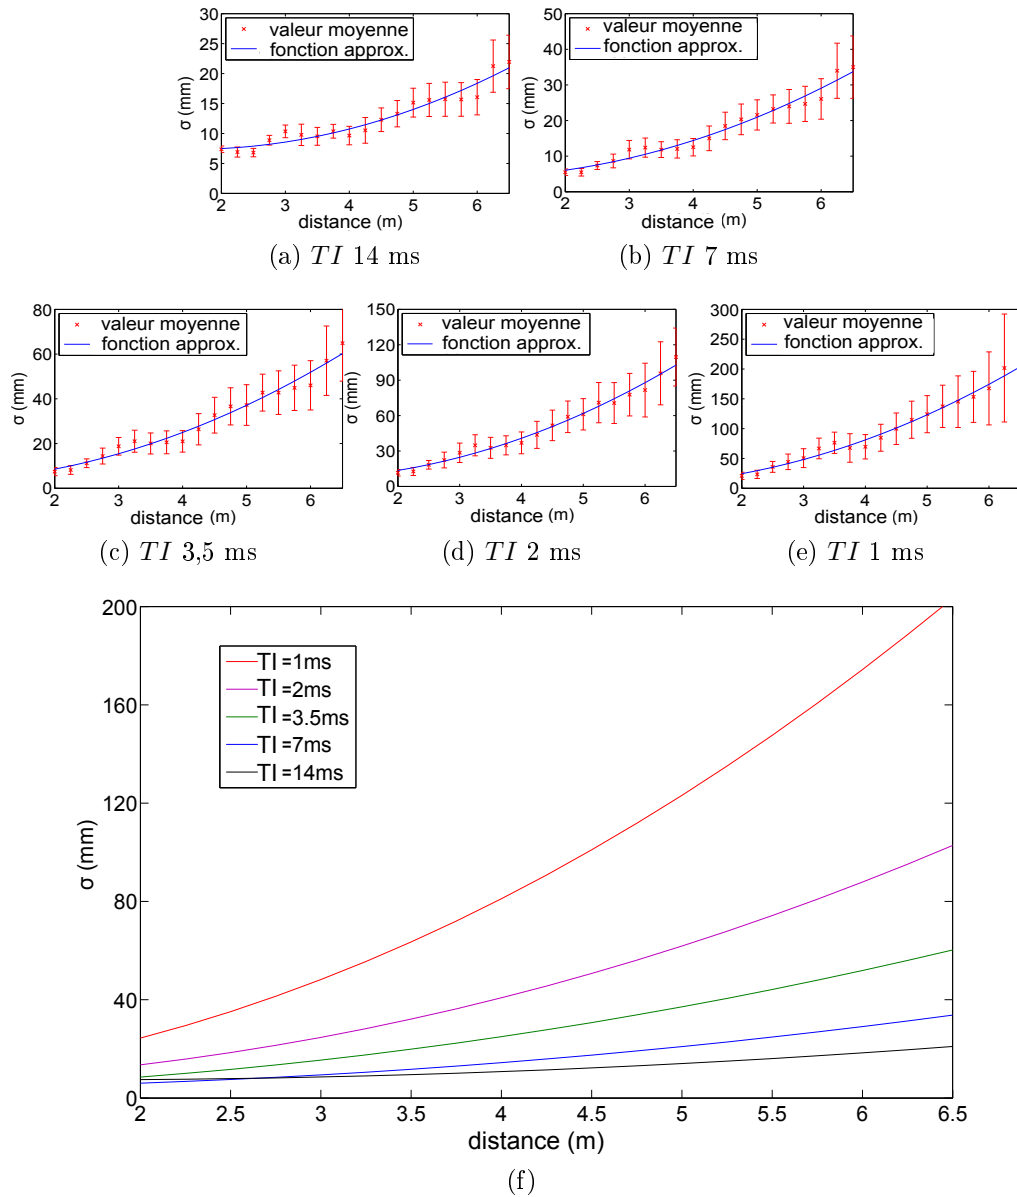 30
25
20
15
10
5
0
σ (mm)
valeur moyenne
fonction approx.
2 3 4 5 6
distance (m)
(a) TI 14 ms
50
40
30
20
10
0
σ (mm)
valeur moyenne
fonction approx.
2 3 4 5 6
distance (m)
(b) TI 7 ms
80
60
40
20
0
σ (mm)
valeur moyenne
fonction approx.
2 3 4 5 6
distance (m)
(c) TI 3,5 ms
150
120
90
60
30
0
σ (mm)
valeur moyenne
fonction approx.
2 3 4 5 6
distance (m)
(d) TI 2 ms
300
250
200
150
100
50
0
σ (mm)
valeur moyenne
fonction approx.
2 3 4 5 6
distance (m)
(e) TI 1 ms
200
160
120
80
40
0
σ (mm)
TI =1ms
TI =2ms
TI =3.5ms
TI =7ms
TI =14ms
2 2.5 3 3.5 4 4.5 5 5.5 6 6.5
distance (m)
(f)